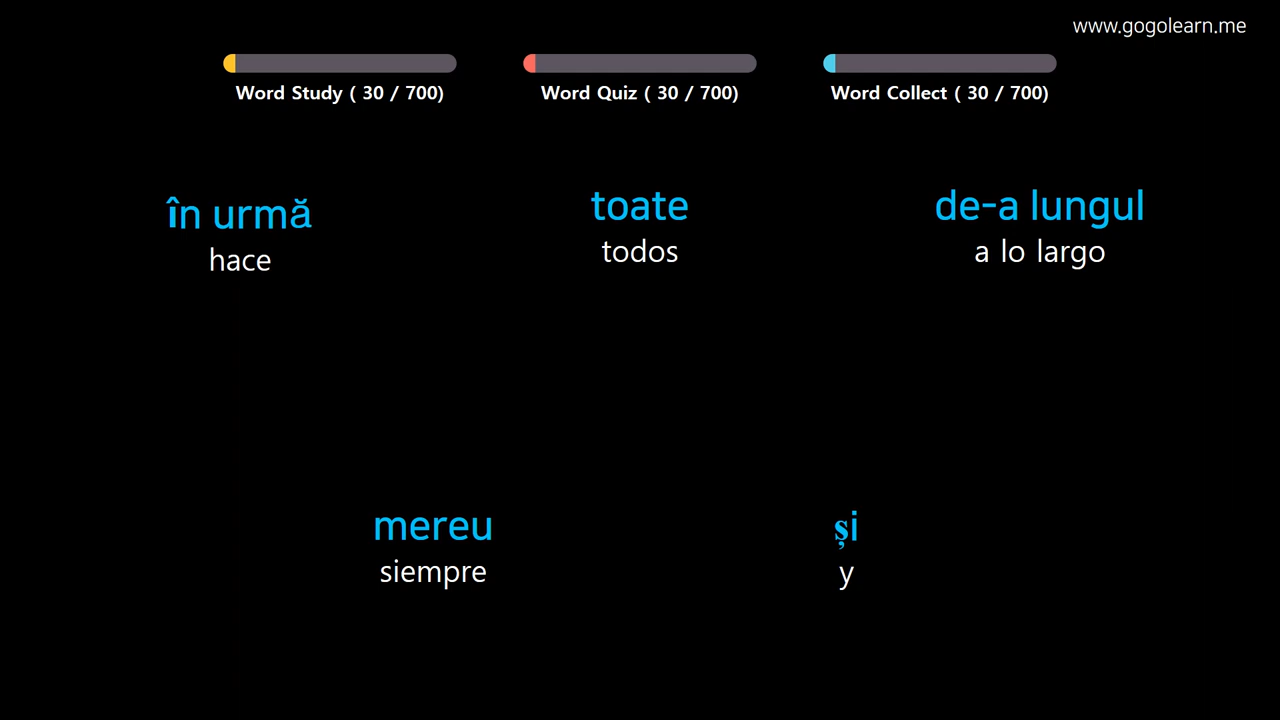 www.gogolearn.me
Word Study ( 30 / 700)
Word Quiz ( 30 / 700)
Word Collect ( 30 / 700)
în urmă
hace
toate
todos
de-a lungul
a lo largo
mereu
siempre
și
y